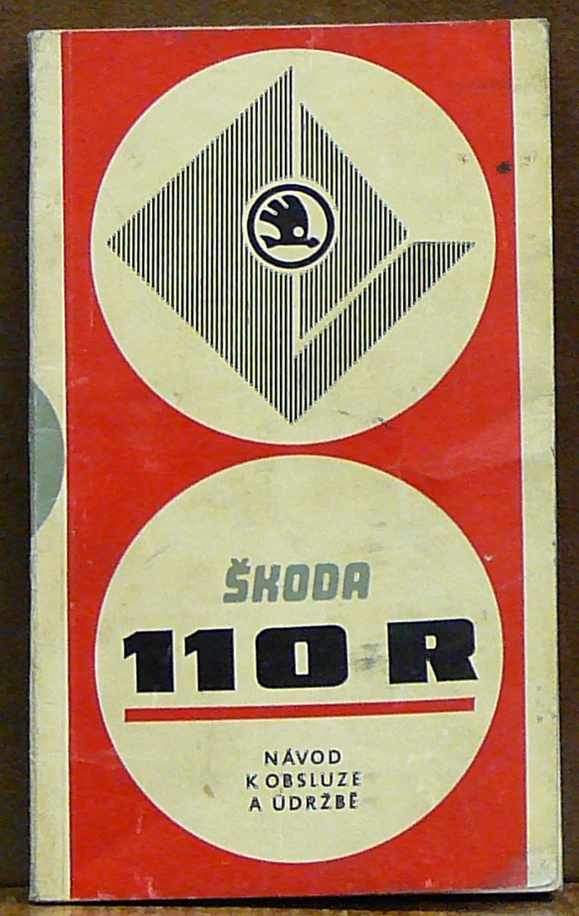 ŠKODA
110 R
NÁVOD
K OBSLUZE
A ÚDRŽBĚ